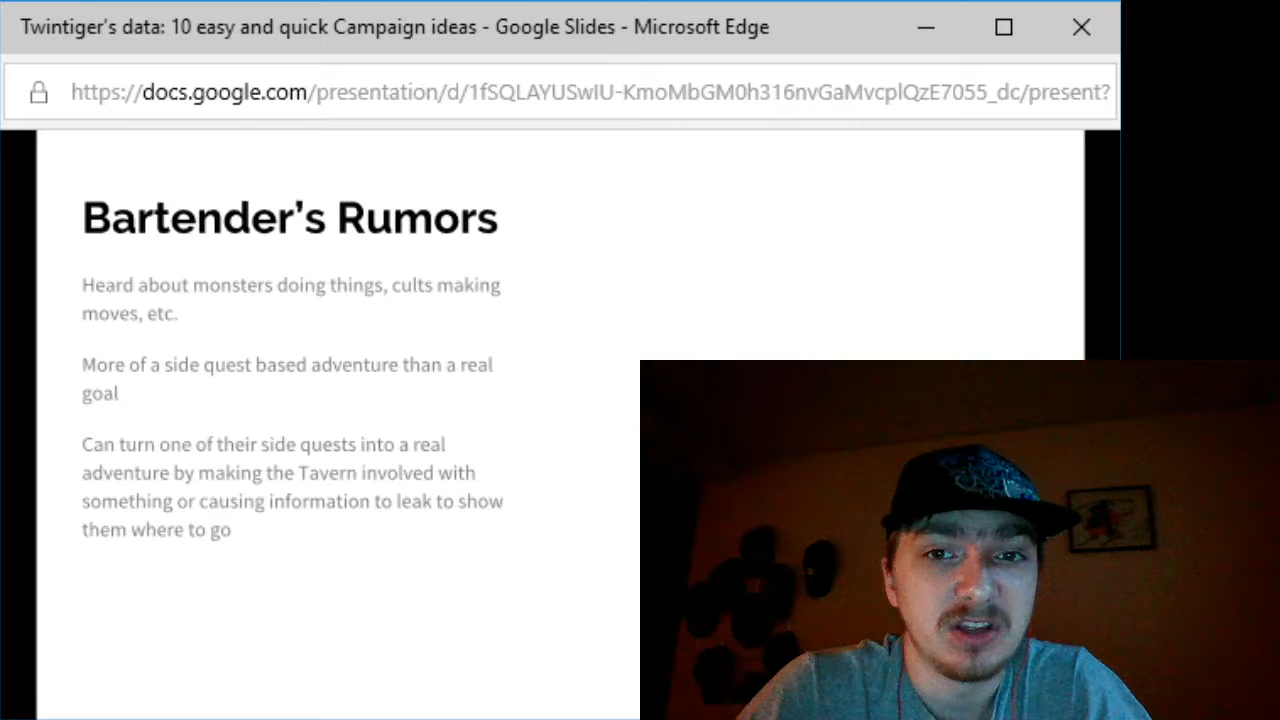 Twintiger's data: 10 easy and quick Campaign ideas - Google Slides - Microsoft Edge
https://docs.google.com/presentation/d/1fSQLAYUSwIU-KmoMbGM0h316nvGaMvcplQzE7055_dc/present?
Bartender’s Rumors
Heard about monsters doing things, cults making
moves, etc.
More of a side quest based adventure than a real
goal
Can turn one of their side quests into a real
adventure by making the Tavern involved with
something or causing information to leak to show
them where to go